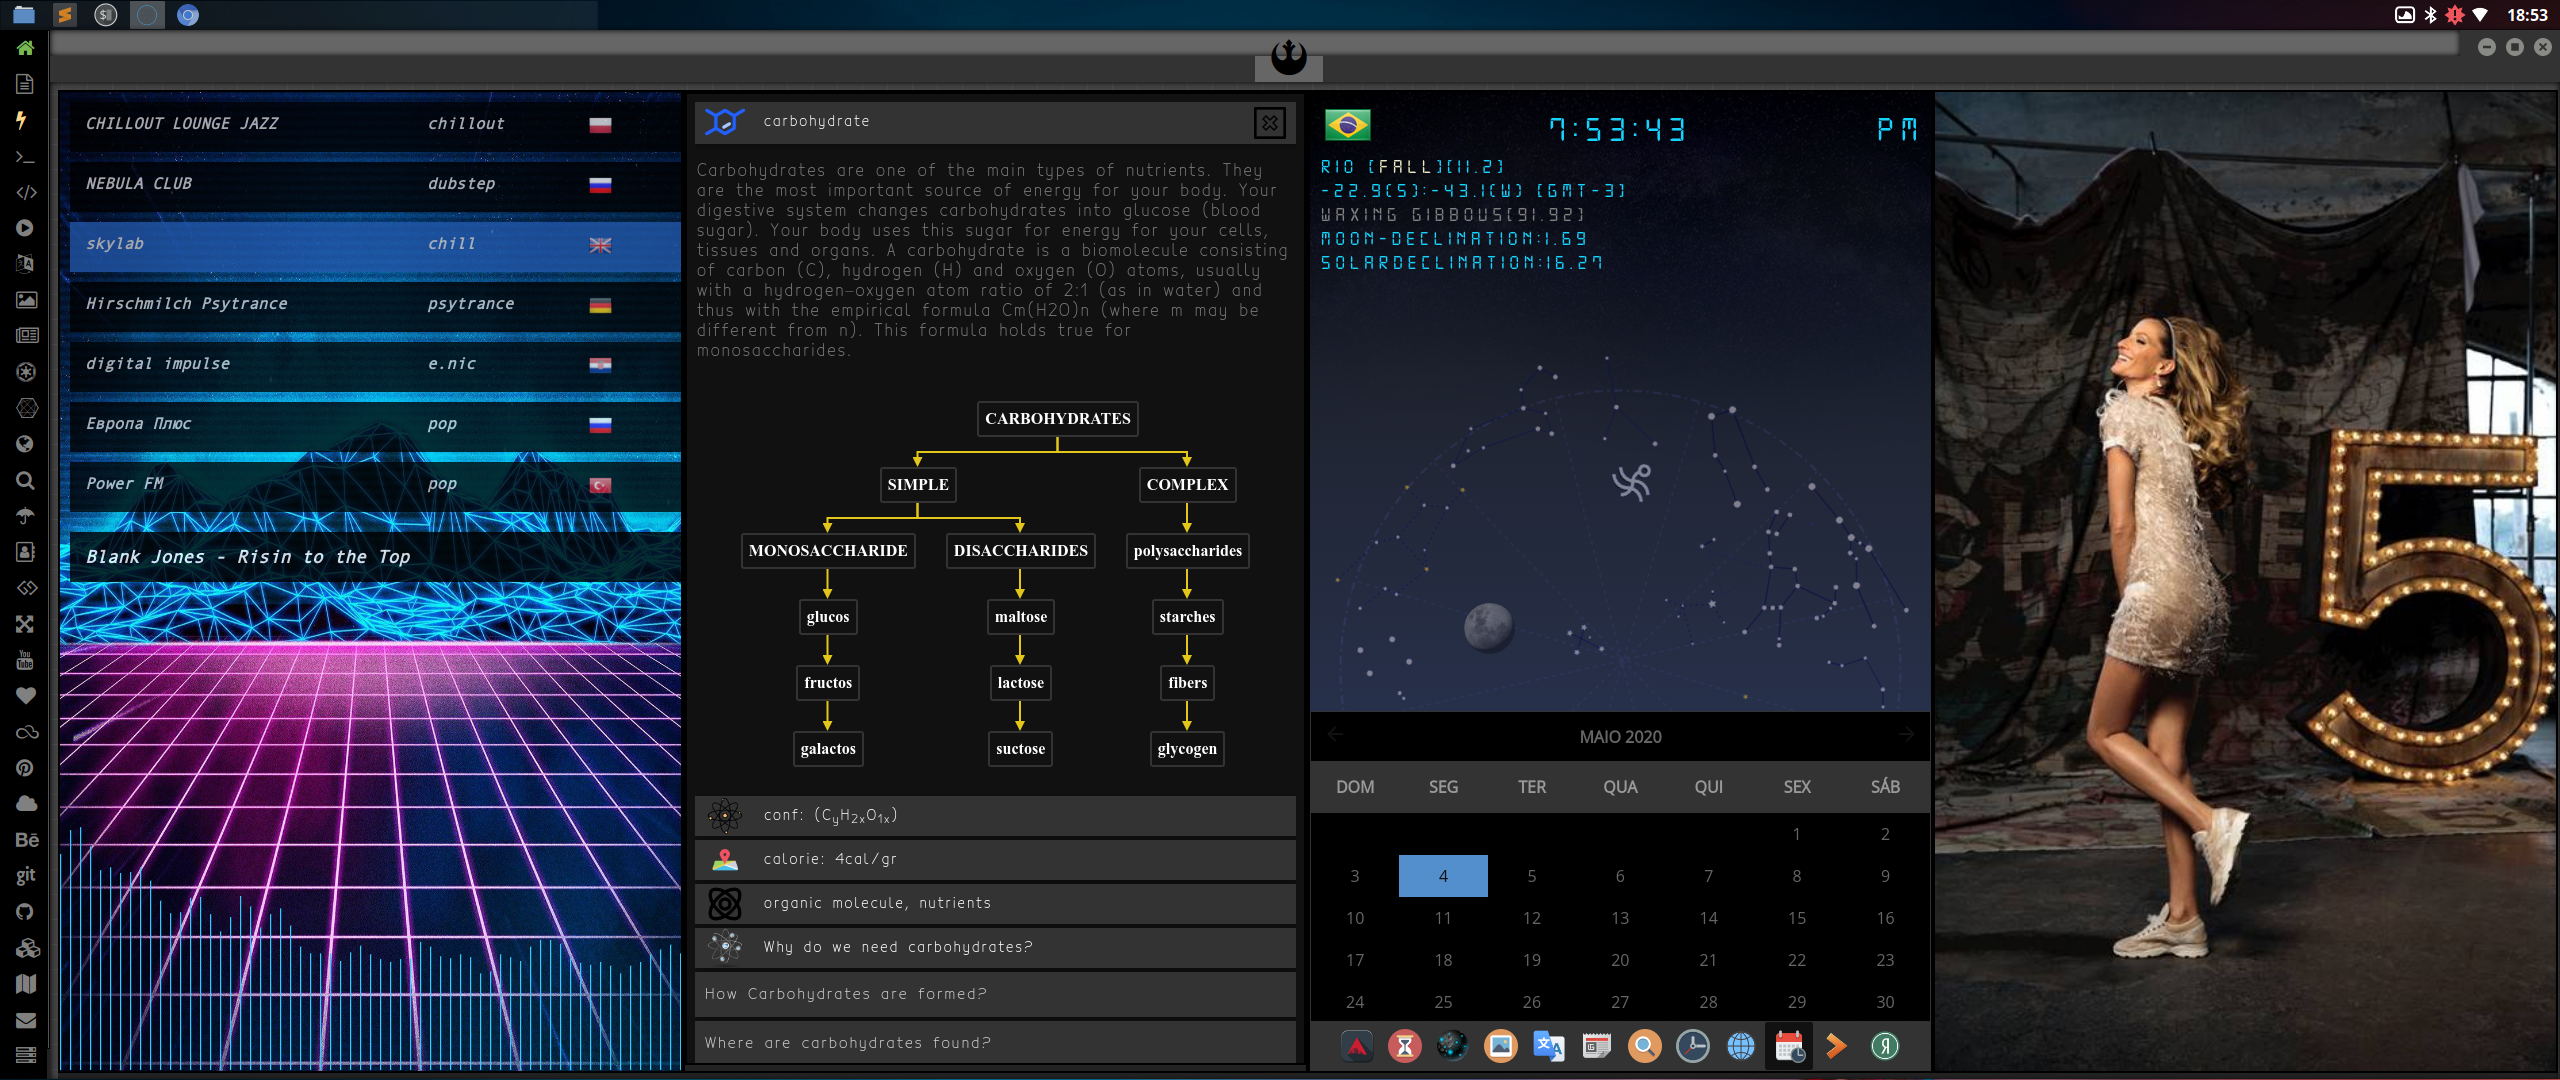 18:53
CHILLOUT LOUNGE JAZZ chillout
NEBULA CLUB dubstep
skylab chill
Hirschmilch Psytrance psytrance
digital impulse e.nic
Европа Плюс pop
Power FM pop
Blank Jones - Risin to the Top
You
Tube
Bē
git
carbohydrate
Carbohydrates are one of the main types of nutrients. They
are the most important source of energy for your body. Your
digestive system changes carbohydrates into glucose (blood
sugar). Your body uses this sugar for energy for your cells,
tissues and organs. A carbohydrate is a biomolecule consisting
of carbon (C), hydrogen (H) and oxygen (O) atoms, usually
with a hydrogen–oxygen atom ratio of 2:1 (as in water) and
thus with the empirical formula Cm(H2O)n (where m may be
different from n). This formula holds true for
monosaccharides.
CARBOHYDRATES
SIMPLE COMPLEX
MONOSACCHARIDE DISACCHARIDES polysaccharides
glucos maltose starches
fructos lactose fibers
galactos suctose glycogen
conf: (CyH2xO1x)
calorie: 4cal/gr
organic molecule, nutrients
Why do we need carbohydrates?
How Carbohydrates are formed?
Where are carbohydrates found?
7:53:43 PM
RIO [FALL][11.2]
-22.9(S):-43.1(W) [GMT-3]
WAXING GIBBOUS[91.92]
MOON-DECLINATION:1.69
SOLARDECLINATION:16.27
MAIO 2020
DOM SEG TER QUA QUI SEX SÁB
1 2
3 4 5 6 7 8 9
10 11 12 13 14 15 16
17 18 19 20 21 22 23
24 25 26 27 28 29 30
5